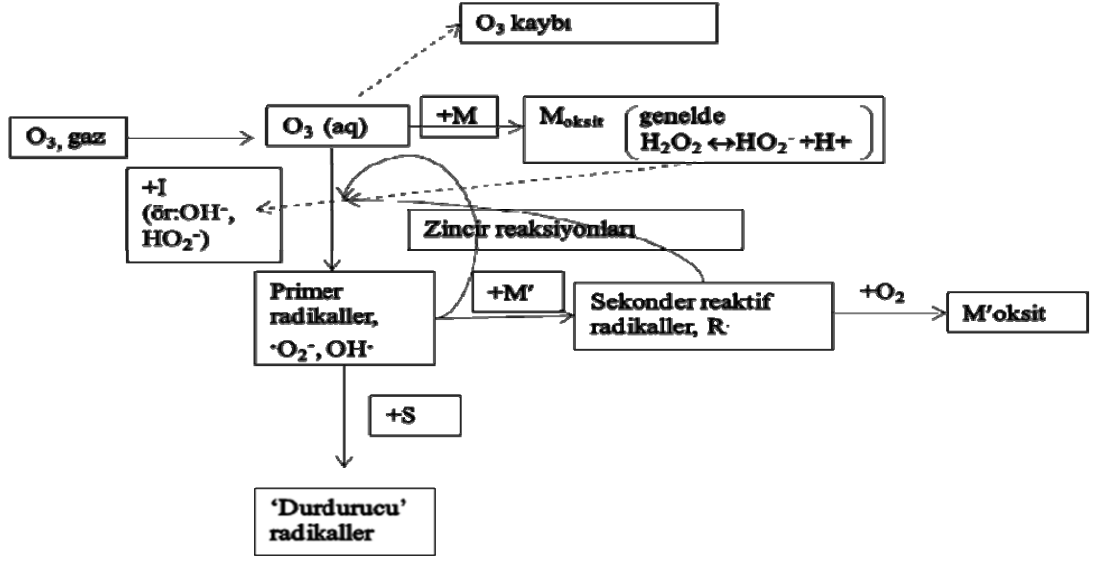 O₃ kaybı
O₃, gaz
O₃ (aq)
+M
Moksit
genelde
H₂O₂ ↔HO₂⁻ +H+
+I
(ör:OH⁻,
HO₂⁻)
Zincir reaksiyonları
Primer
radikaller,
·O₂⁻, OH·
+M'
Sekonder reaktif
radikaller, R·
+O₂
M'oksit
+S
‘Durdurucu’
radikaller